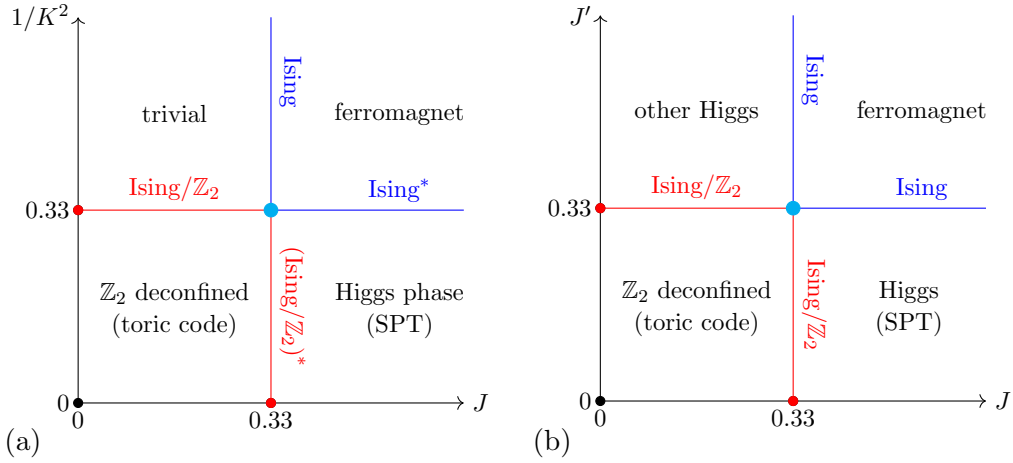 1/K²
Ising
trivial
ferromagnet
Ising/ℤ₂
Ising*
0.33
ℤ₂ deconfined
(toric code)
(Ising/ℤ₂)*
Higgs phase
(SPT)
0
0
0.33
J
(a)
J′
Ising
other Higgs
ferromagnet
Ising/ℤ₂
Ising
0.33
ℤ₂ deconfined
(toric code)
Ising/ℤ₂
Higgs
(SPT)
0
0
0.33
J
(b)